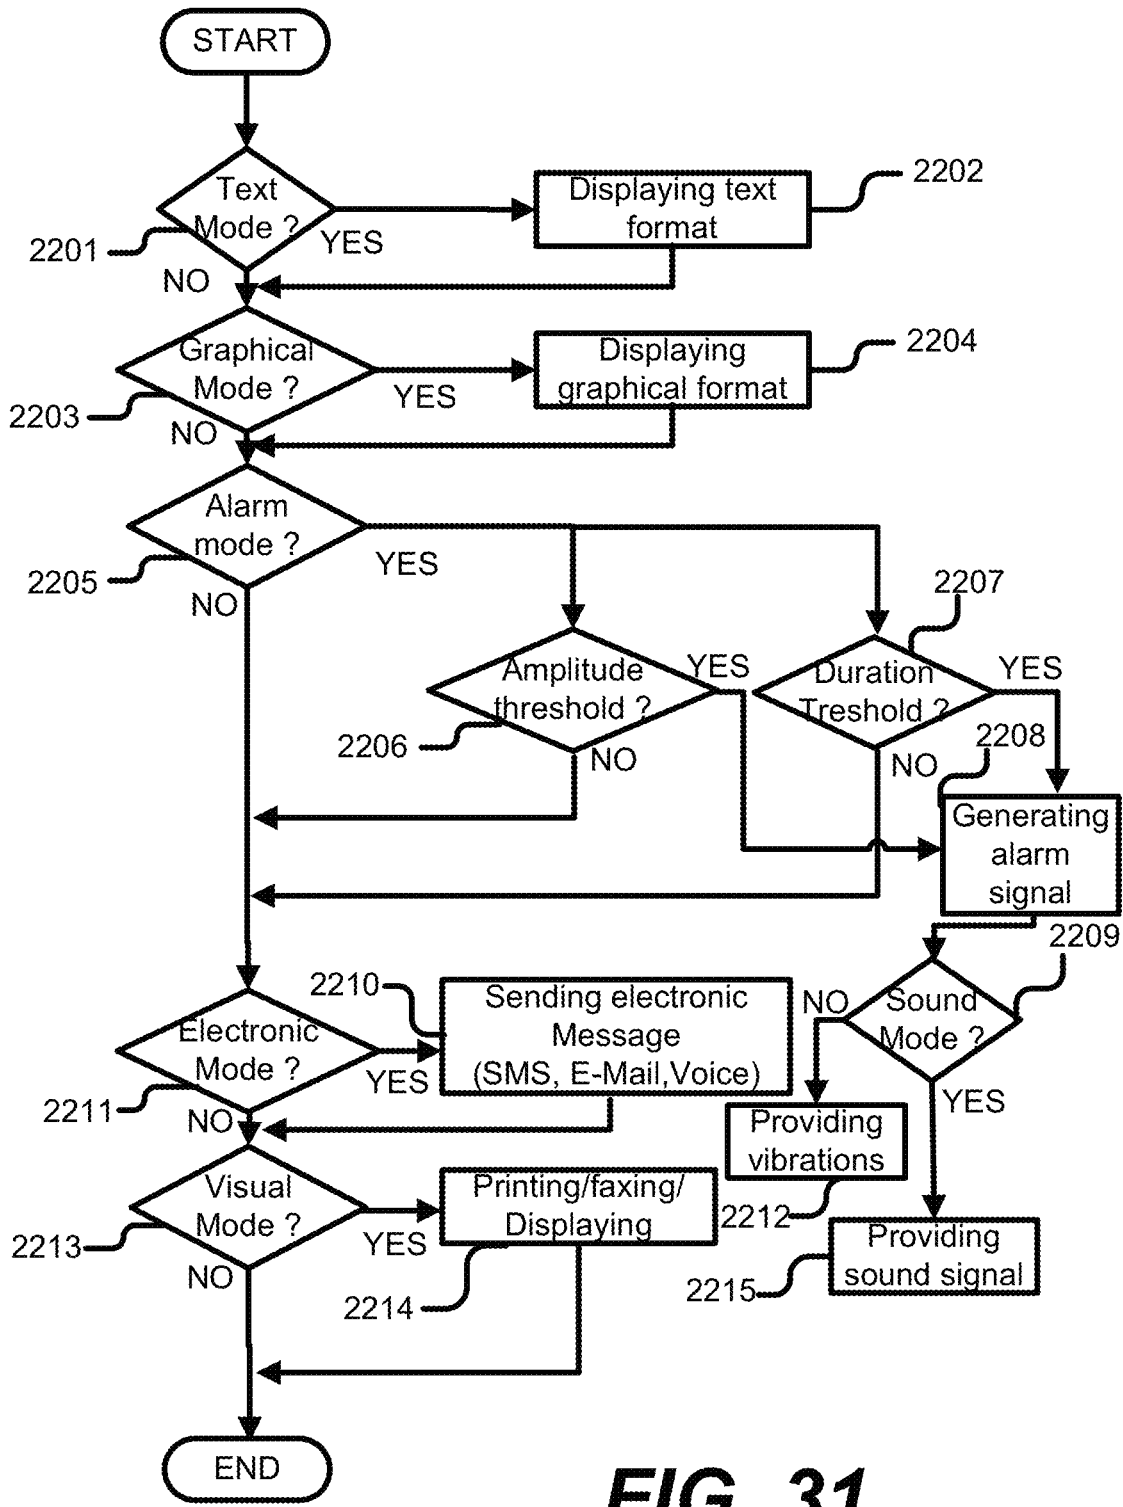 START
Text
Mode ?
2201
YES
NO
Displaying text
format
2202
Graphical
Mode ?
2203
YES
NO
Displaying
graphical format
2204
Alarm
mode ?
2205
YES
NO
2207
Amplitude
threshold ?
YES
2206
NO
Duration
Treshold ?
YES
NO
2208
Generating
alarm
signal
2209
2210
Sending electronic
Message
(SMS, E-Mail,Voice)
NO
Sound
Mode ?
YES
Electronic
Mode ?
YES
2211
NO
Providing
vibrations
2212
Visual
Mode ?
2213
YES
NO
Printing/faxing/
Displaying
2214
Providing
sound signal
2215
END
FIG. 31